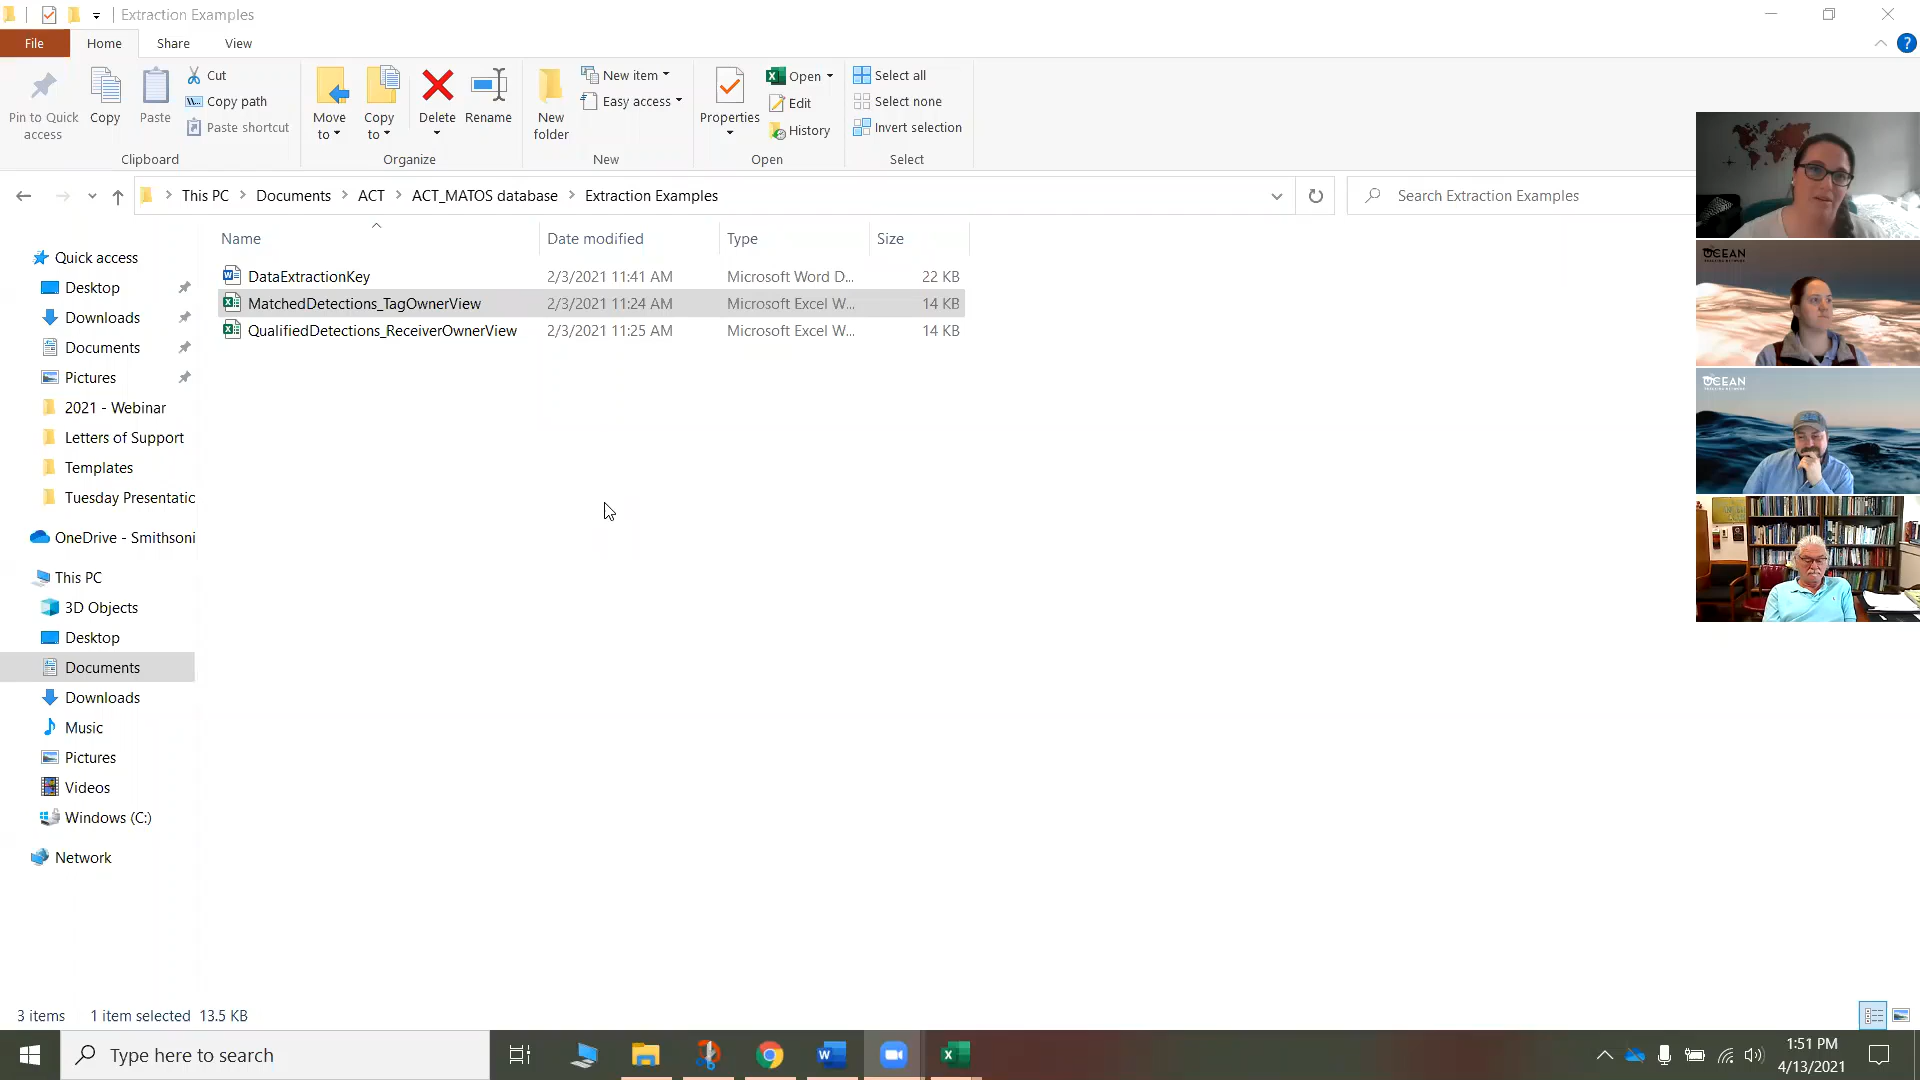 Extraction Examples
File
Home
Share
View
?
Pin to Quick access
Copy
Paste
Cut
Copy path
Paste shortcut
Clipboard
Move to
Copy to
Delete
Rename
Organize
New folder
New item
Easy access
New
Properties
Open
Edit
History
Open
Select all
Select none
Invert selection
Select
This PC
Documents
ACT
ACT_MATOS database
Extraction Examples
Search Extraction Examples
Name
Date modified
Type
Size
DataExtractionKey 2/3/2021 11:41 AM Microsoft Word D... 22 KB
MatchedDetections_TagOwnerView 2/3/2021 11:24 AM Microsoft Excel W... 14 KB
QualifiedDetections_ReceiverOwnerView 2/3/2021 11:25 AM Microsoft Excel W... 14 KB
Quick access
Desktop
Downloads
Documents
Pictures
2021 - Webinar
Letters of Support
Templates
Tuesday Presentatic
OneDrive - Smithsoni
This PC
3D Objects
Desktop
Documents
Downloads
Music
Pictures
Videos
Windows (C:)
Network
OCEAN
OCEAN
3 items 1 item selected 13.5 KB
Type here to search
1:51 PM
4/13/2021